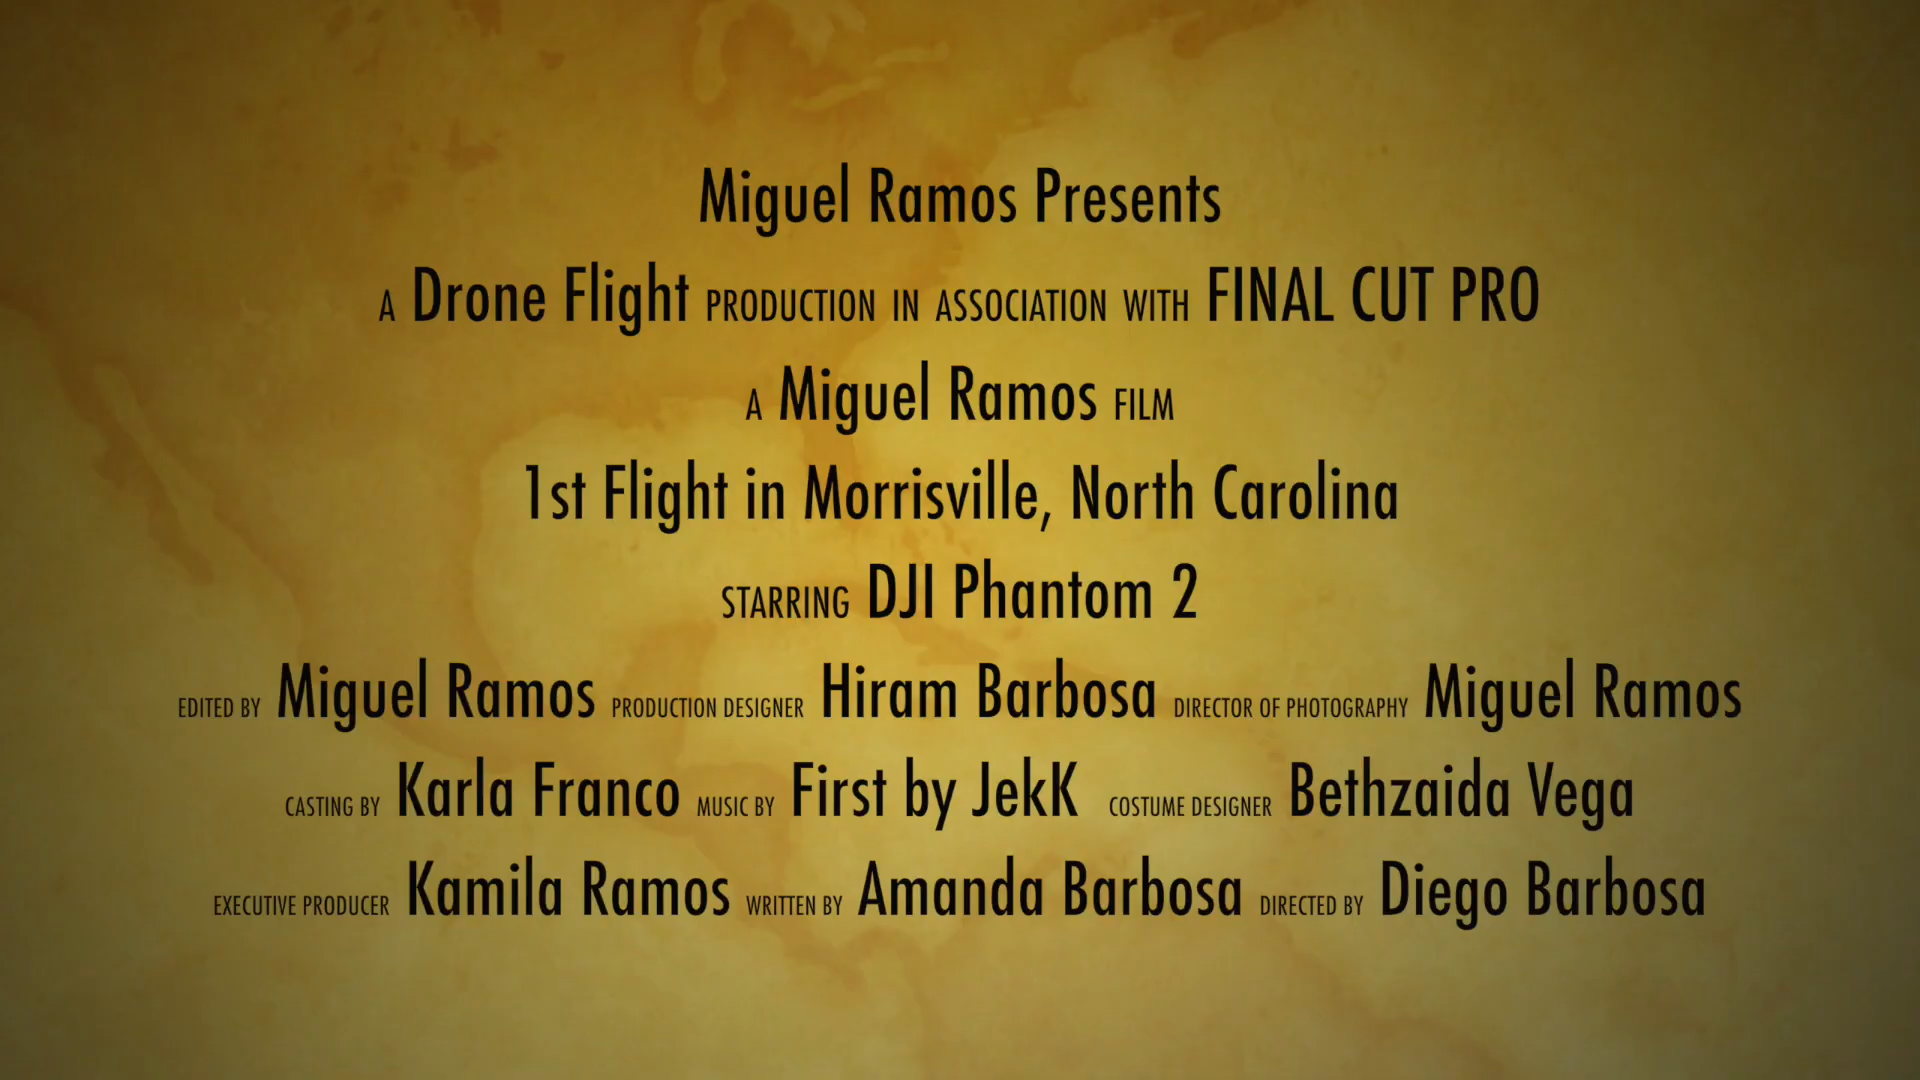 Miguel Ramos Presents
A Drone Flight PRODUCTION IN ASSOCIATION WITH FINAL CUT PRO
A Miguel Ramos FILM
1st Flight in Morrisville, North Carolina
STARRING DJI Phantom 2
EDITED BY Miguel Ramos PRODUCTION DESIGNER Hiram Barbosa DIRECTOR OF PHOTOGRAPHY Miguel Ramos
CASTING BY Karla Franco MUSIC BY First by JekK COSTUME DESIGNER Bethzaida Vega
EXECUTIVE PRODUCER Kamila Ramos WRITTEN BY Amanda Barbosa DIRECTED BY Diego Barbosa